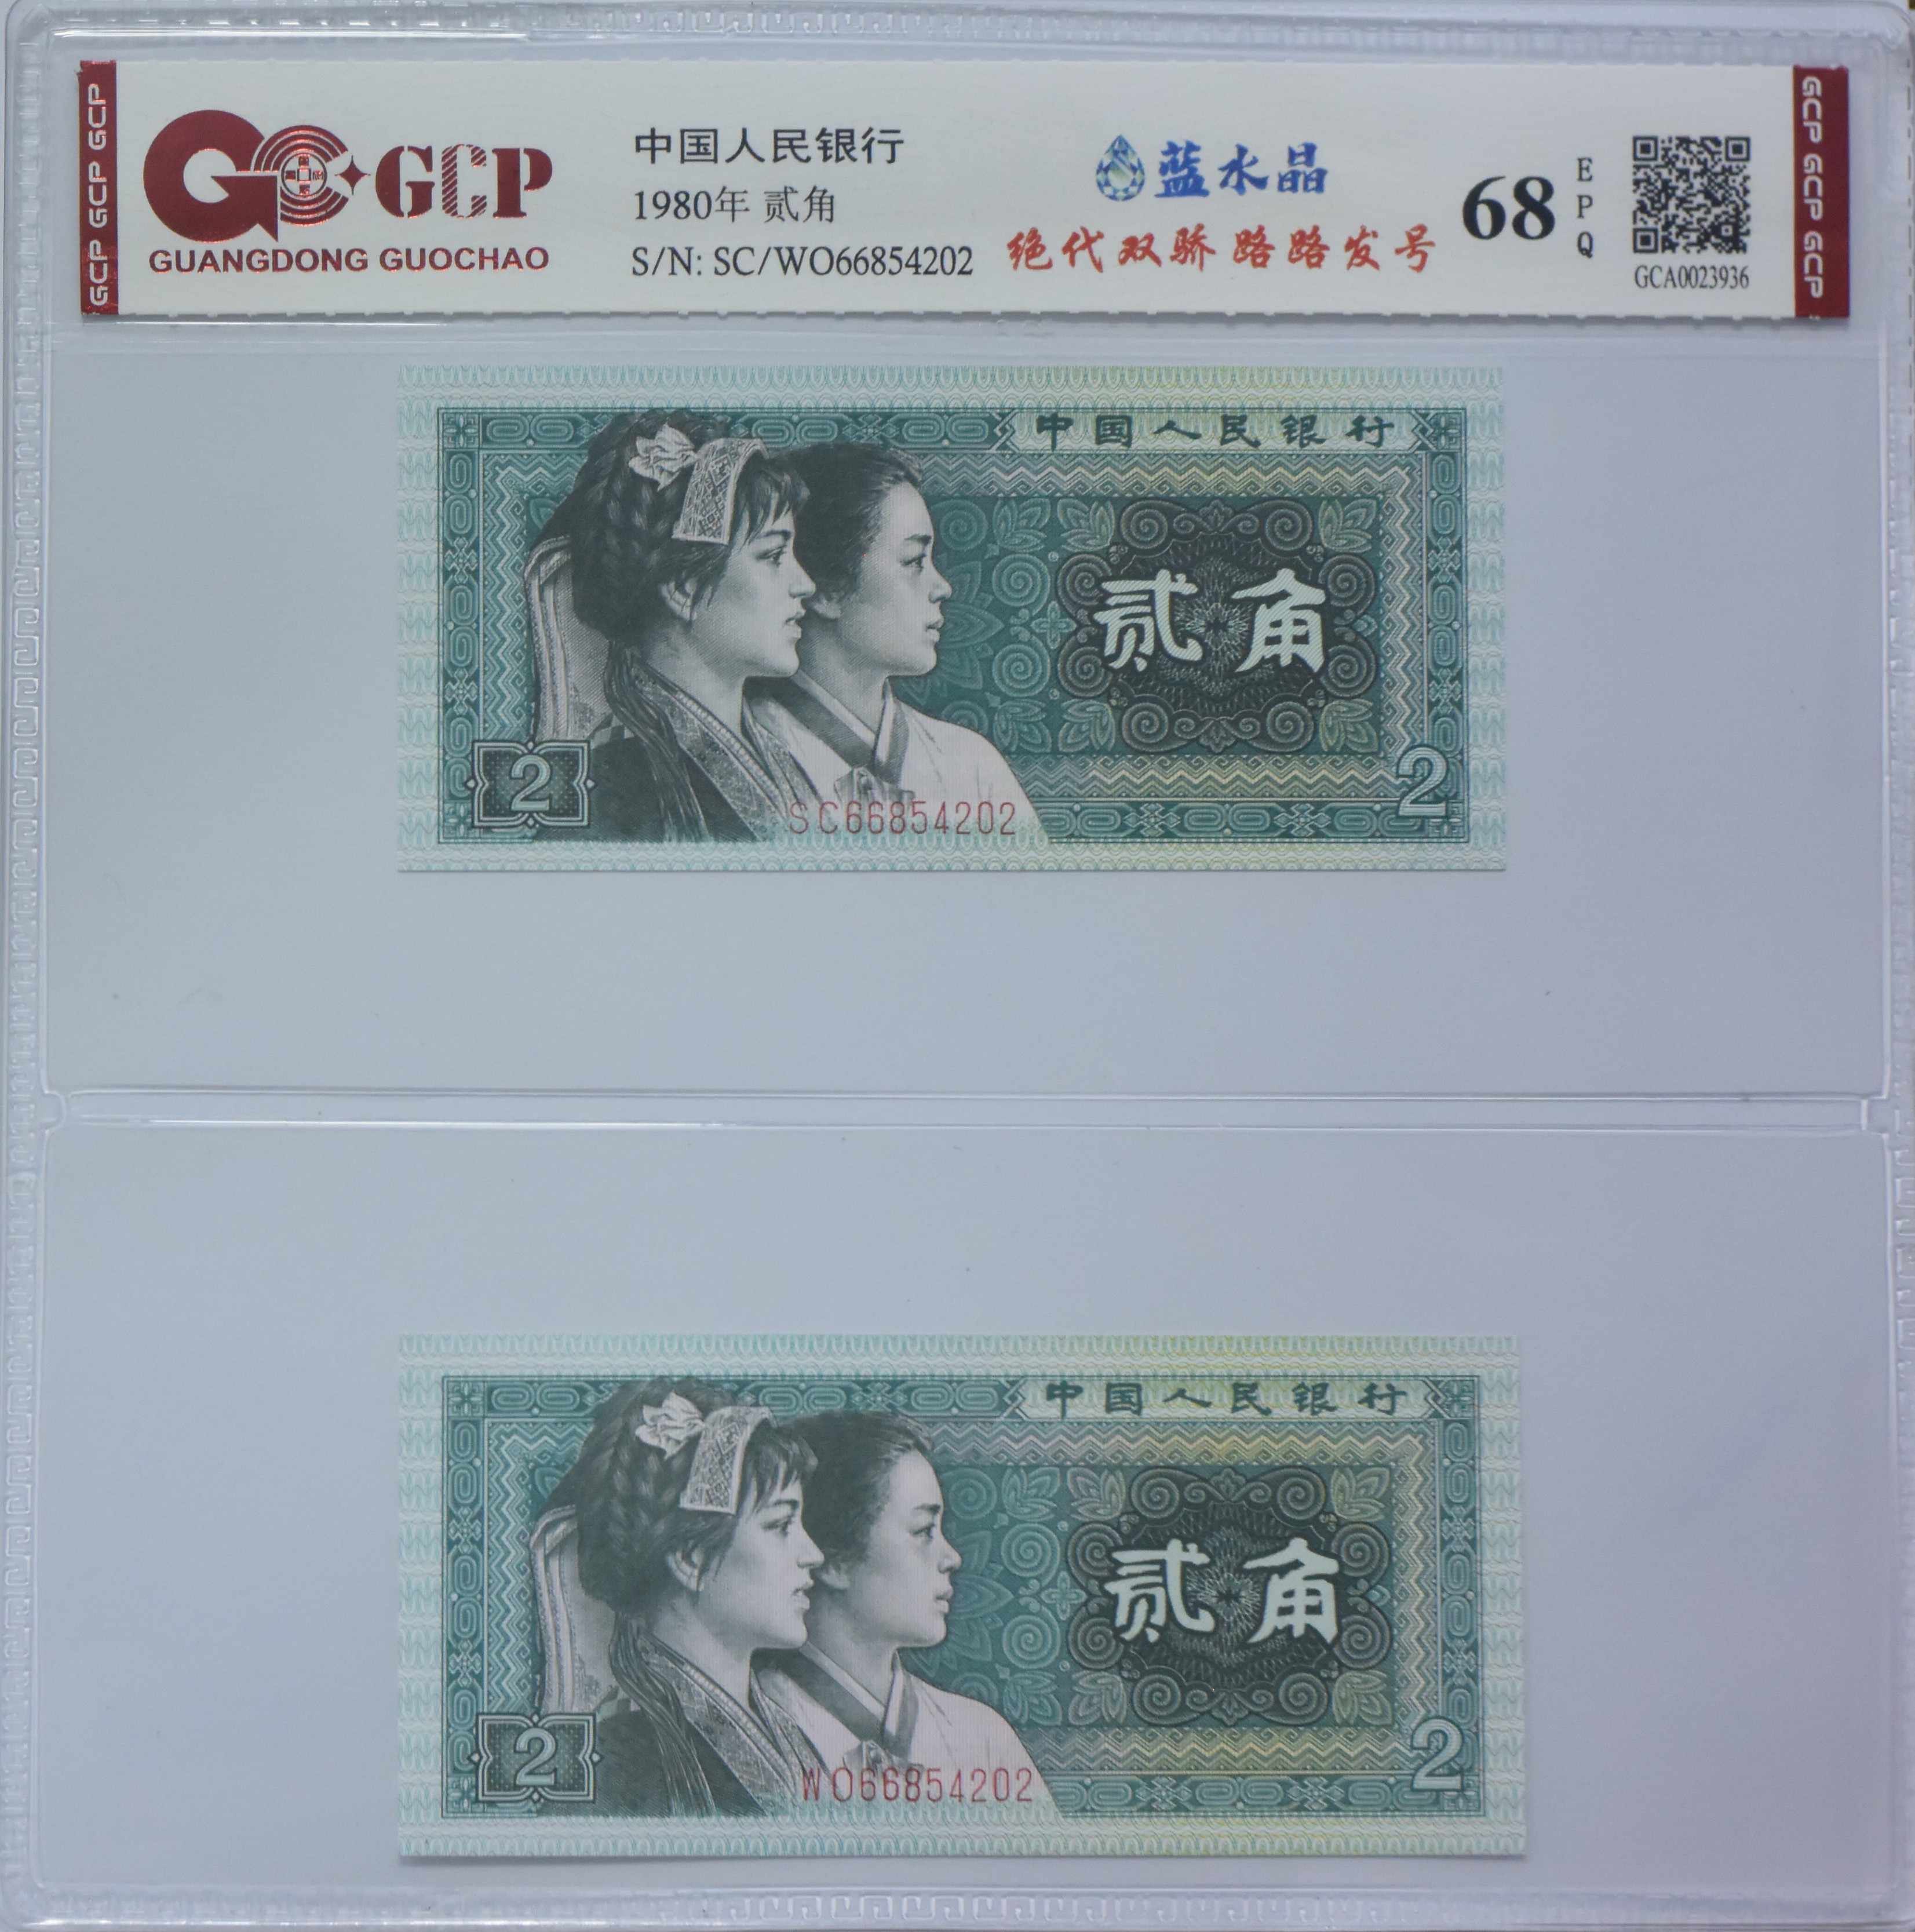 GCP GCP GCP
GCP
GUANGDONG GUOCHAO
中国人民银行
1980年 贰角
S/N: SC/WO66854202
蓝水晶
绝代双骄 路路发号
68
EPQ
GCA0023936
GCP GCP GCP
中国人民银行
贰角
2
SC66854202
2
中国人民银行
贰角
2
WO66854202
2